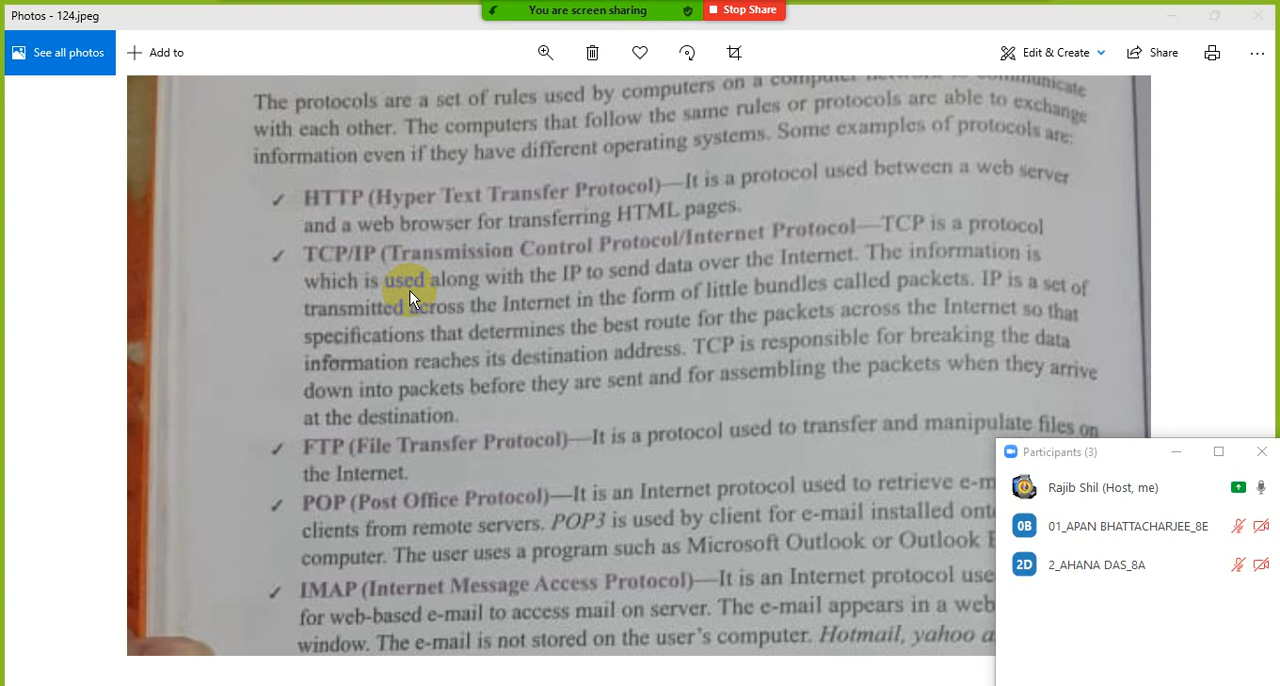 Photos - 124.jpeg
You are screen sharing
Stop Share
See all photos
Add to
Edit & Create
Share
The protocols are a set of rules used by computers on a computer network to communicate
with each other. The computers that follow the same rules or protocols are able to exchange
information even if they have different operating systems. Some examples of protocols are:
✓ HTTP (Hyper Text Transfer Protocol)—It is a protocol used between a web server
and a web browser for transferring HTML pages.
✓ TCP/IP (Transmission Control Protocol/Internet Protocol—TCP is a protocol
which is used along with the IP to send data over the Internet. The information is
transmitted across the Internet in the form of little bundles called packets. IP is a set of
specifications that determines the best route for the packets across the Internet so that
information reaches its destination address. TCP is responsible for breaking the data
down into packets before they are sent and for assembling the packets when they arrive
at the destination.
✓ FTP (File Transfer Protocol)—It is a protocol used to transfer and manipulate files on
the Internet.
✓ POP (Post Office Protocol)—It is an Internet protocol used to retrieve e-m
clients from remote servers. POP3 is used by client for e-mail installed ont
computer. The user uses a program such as Microsoft Outlook or Outlook E
✓ IMAP (Internet Message Access Protocol)—It is an Internet protocol use
for web-based e-mail to access mail on server. The e-mail appears in a web
window. The e-mail is not stored on the user's computer. Hotmail, yahoo a
Participants (3)
Rajib Shil (Host, me)
0B 01_APAN BHATTACHARJEE_8E
2D 2_AHANA DAS_8A